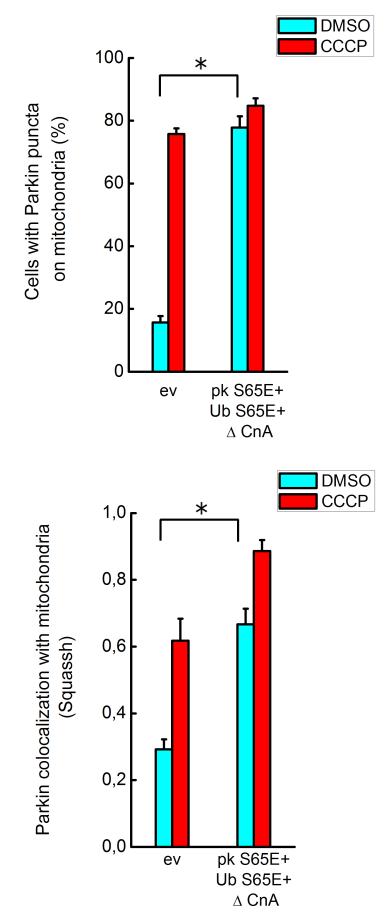 DMSO
CCCP
*
100
80
60
40
20
0
Cells with Parkin puncta
on mitochondria (%)
ev
pk S65E+
Ub S65E+
Δ CnA
DMSO
CCCP
*
1,0
0,8
0,6
0,4
0,2
0,0
Parkin colocalization with mitochondria
(Squassh)
ev
pk S65E+
Ub S65E+
Δ CnA